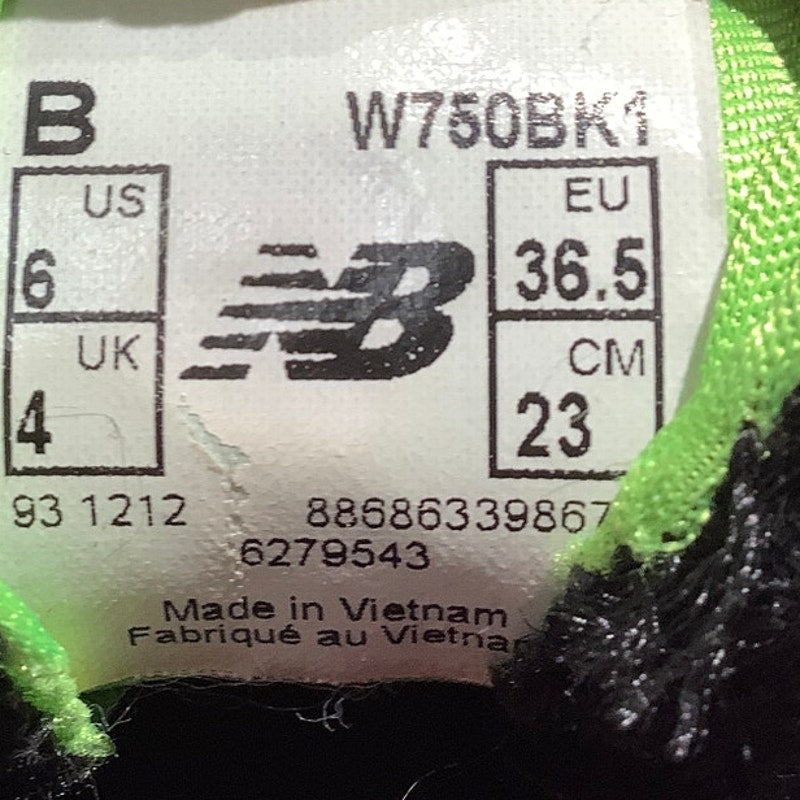 B W750BK1
US EU
6 36.5
NB
UK CM
4 23
93 1212 88686339867
6279543
Made in Vietnam
Fabriqué au Vietnam